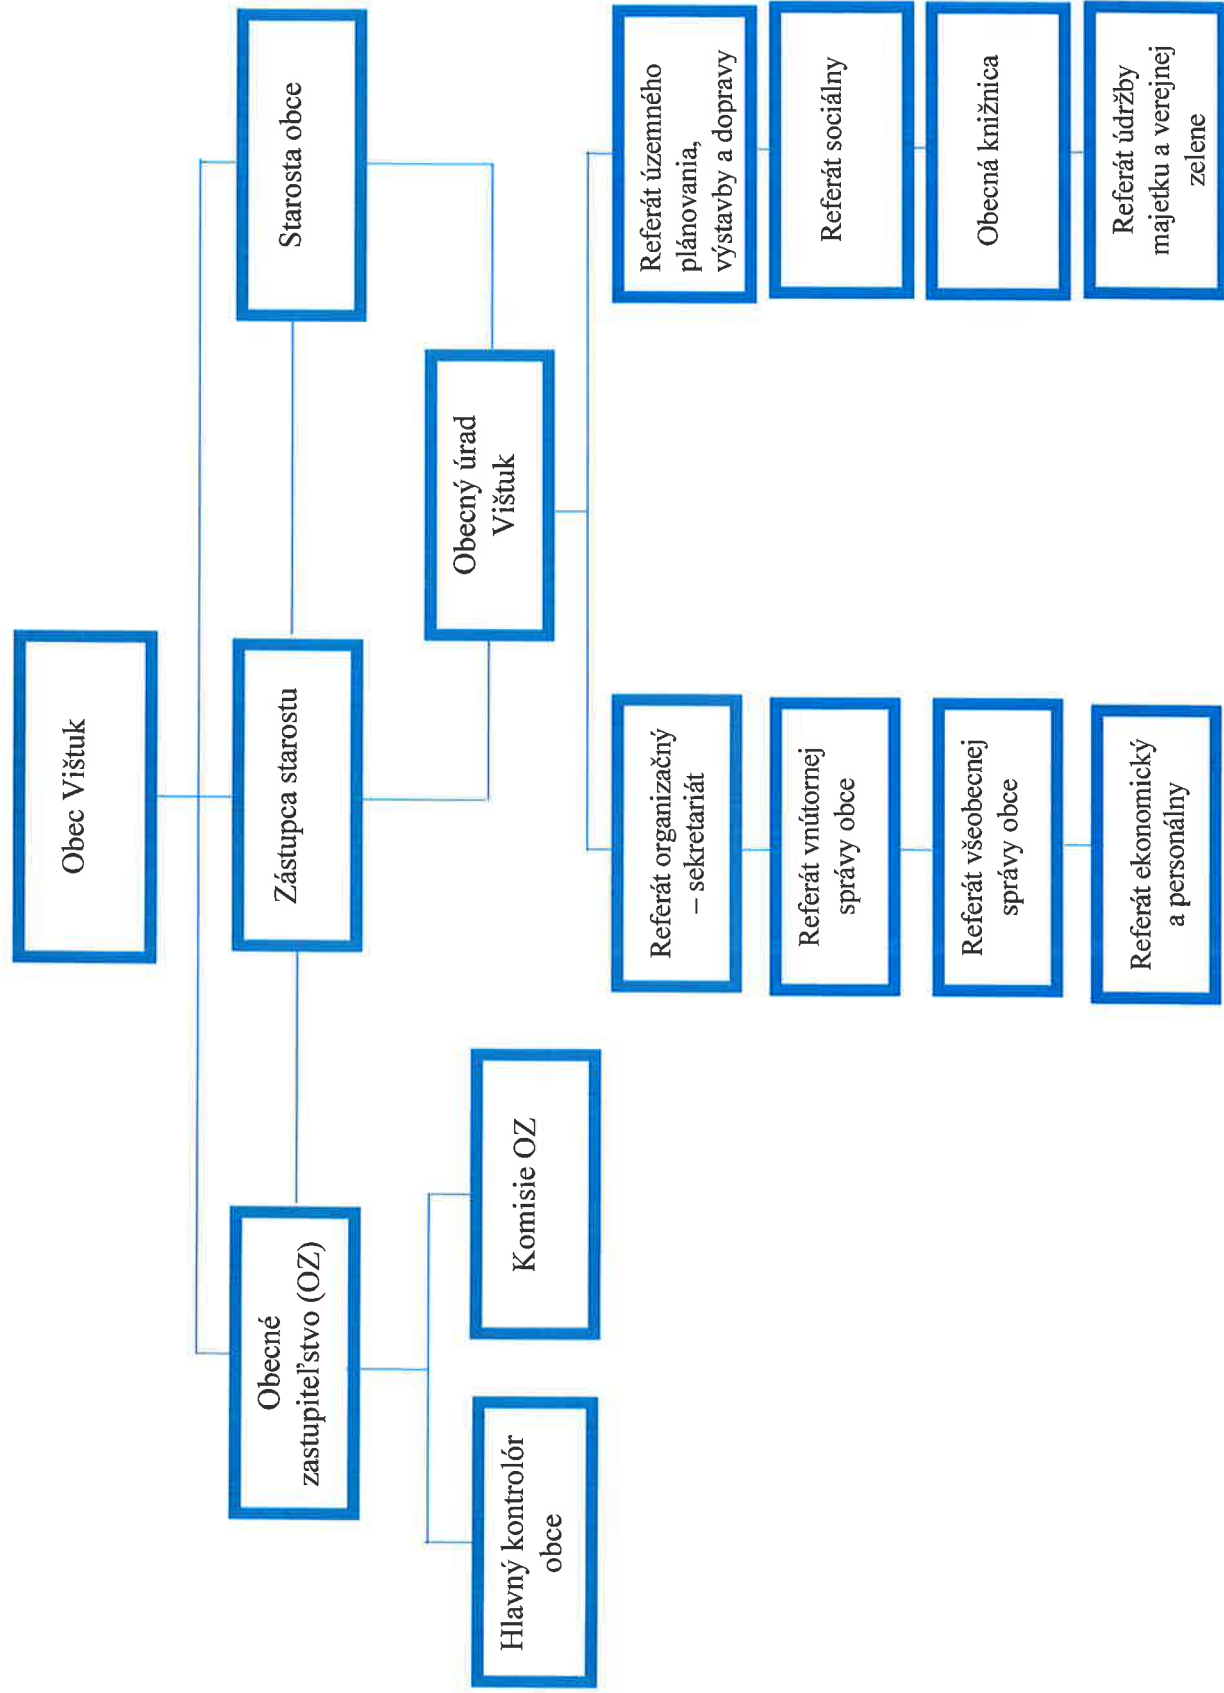 Obec Vištuk
Obecné
zastupiteľstvo (OZ)
Zástupca starostu
Starosta obce
Hlavný kontrolór
obce
Komisie OZ
Obecný úrad
Vištuk
Referát organizačný
– sekretariát
Referát vnútornej
správy obce
Referát všeobecnej
správy obce
Referát ekonomický
a personálny
Referát územného
plánovania,
výstavby a dopravy
Referát sociálny
Obecná knižnica
Referát údržby
majetku a verejnej
zelene